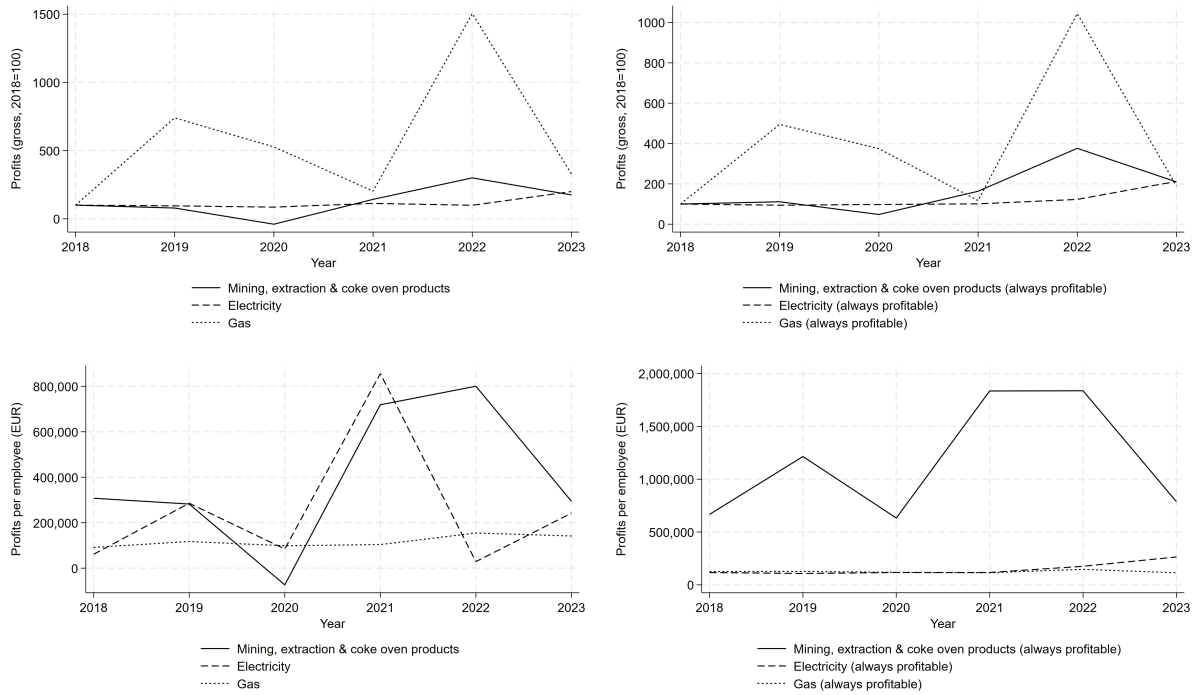 Profits (gross, 2018=100)
1500
1000
500
0
2018 2019 2020 2021 2022 2023
Year
Mining, extraction & coke oven products
Electricity
Gas
Profits (gross, 2018=100)
1000
800
600
400
200
0
2018 2019 2020 2021 2022 2023
Year
Mining, extraction & coke oven products (always profitable)
Electricity (always profitable)
Gas (always profitable)
Profits per employee (EUR)
800,000
600,000
400,000
200,000
0
2018 2019 2020 2021 2022 2023
Year
Mining, extraction & coke oven products
Electricity
Gas
Profits per employee (EUR)
2,000,000
1,500,000
1,000,000
500,000
0
2018 2019 2020 2021 2022 2023
Year
Mining, extraction & coke oven products (always profitable)
Electricity (always profitable)
Gas (always profitable)